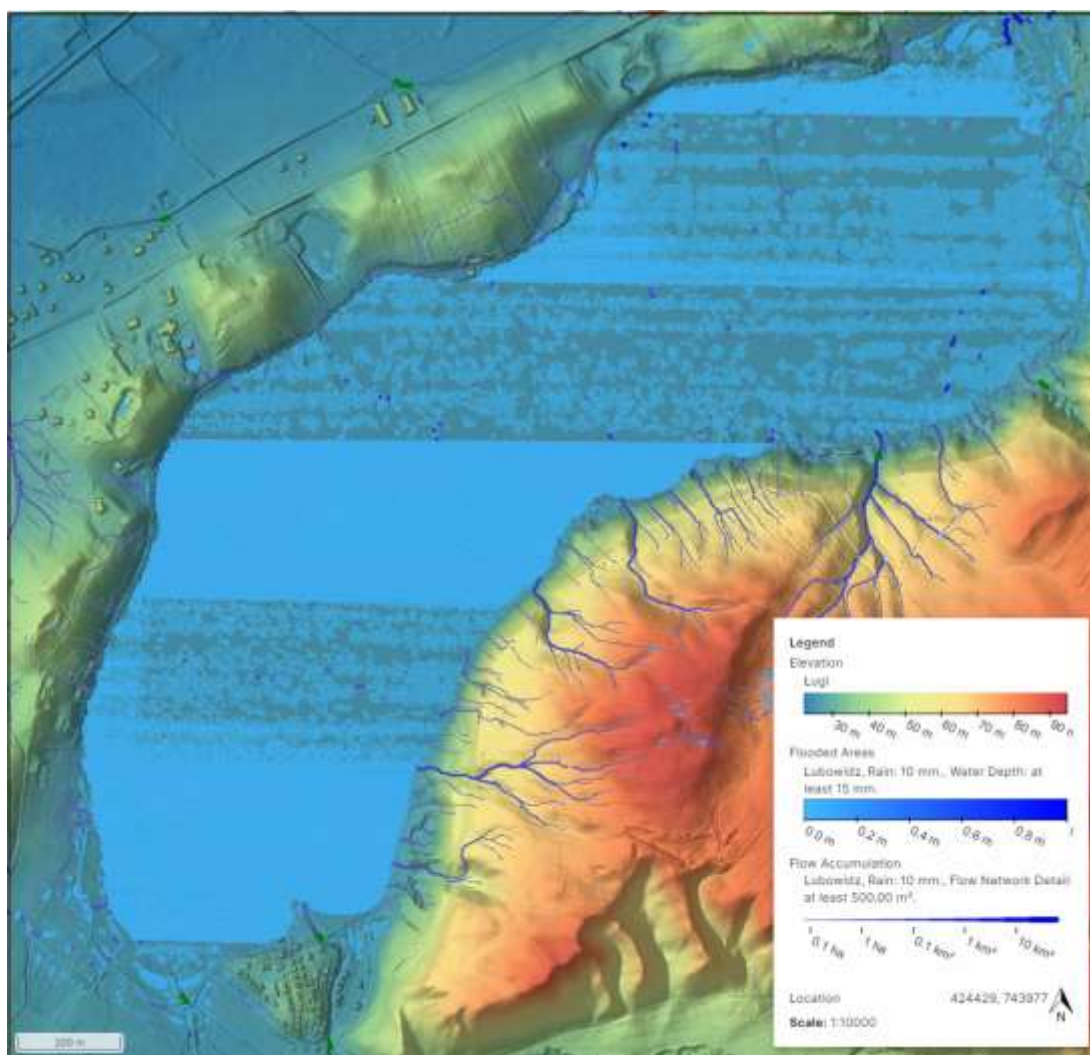 Legend
Elevation
Lugi
30 m 40 m 50 m 60 m 70 m 80 m 90 m
Flooded Areas
Lubowidz, Rain: 10 mm., Water Depth: at
least 15 mm.
0.0 m 0.2 m 0.4 m 0.6 m 0.8 m
Flow Accumulation
Lubowidz, Rain: 10 mm., Flow Network Detail
at least 500.00 m².
0.1 ha 1 ha 0.1 km² 1 km² 10 km²
Location 424429, 743977
N
Scale: 1:10000
200 m